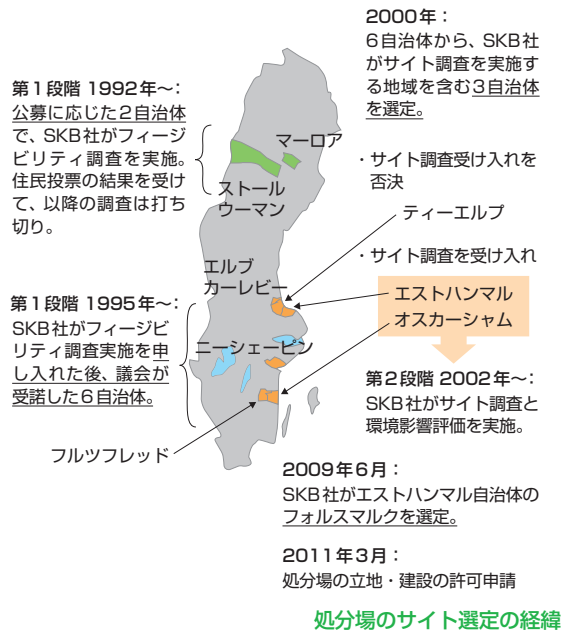 2000年：
6自治体から、SKB社
がサイト調査を実施す
る地域を含む3自治体
を選定。
第1段階 1992年～：
公募に応じた2自治体
で、SKB社がフィージ
ビリティ調査を実施。
住民投票の結果を受け
て、以降の調査は打ち
切り。
マーロア
ストール
ウーマン
・サイト調査受け入れを
否決
ティーエルプ
・サイト調査を受け入れ
エルブ
カーレビー
エストハンマル
オスカーシャム
第1段階 1995年～：
SKB社がフィージビ
リティ調査実施を申
し入れた後、議会が
受諾した6自治体。
ニーシェーピン
第2段階 2002年～：
SKB社がサイト調査と
環境影響評価を実施。
フルツフレッド
2009年6月：
SKB社がエストハンマル自治体の
フォルスマルクを選定。
2011年3月：
処分場の立地・建設の許可申請
処分場のサイト選定の経緯